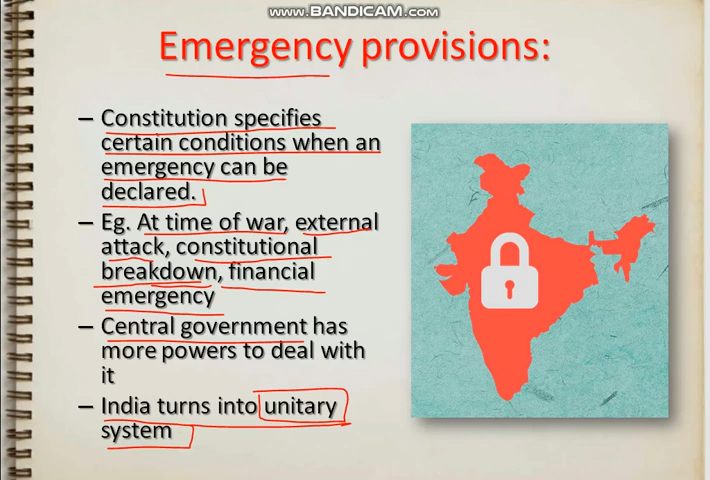 www.BANDICAM.com
Emergency provisions:
– Constitution specifies
certain conditions when an
emergency can be
declared.
– Eg. At time of war, external
attack, constitutional
breakdown, financial
emergency
– Central government has
more powers to deal with
it
– India turns into unitary
system